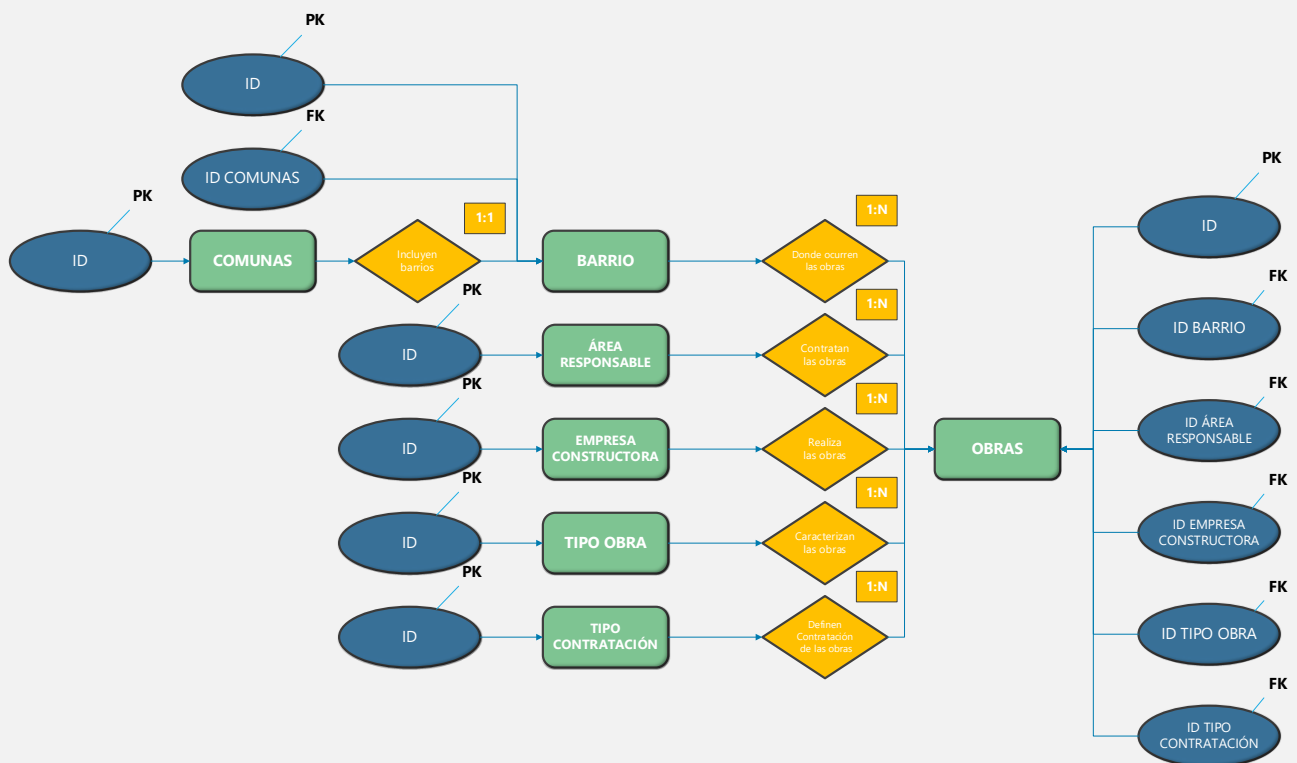 PK
ID
FK
ID COMUNAS
PK
ID
COMUNAS
Incluyen
barrios
1:1
BARRIO
Donde ocurren
las obras
1:N
PK
ID
ÁREA
RESPONSABLE
Contratan
las obras
1:N
PK
ID
EMPRESA
CONSTRUCTORA
Realiza
las obras
1:N
PK
ID
TIPO OBRA
Caracterizan
las obras
1:N
PK
ID
TIPO
CONTRATACIÓN
Definen
Contratación
de las obras
1:N
OBRAS
PK
ID
FK
ID BARRIO
FK
ID ÁREA
RESPONSABLE
FK
ID EMPRESA
CONSTRUCTORA
FK
ID TIPO OBRA
FK
ID TIPO
CONTRATACIÓN